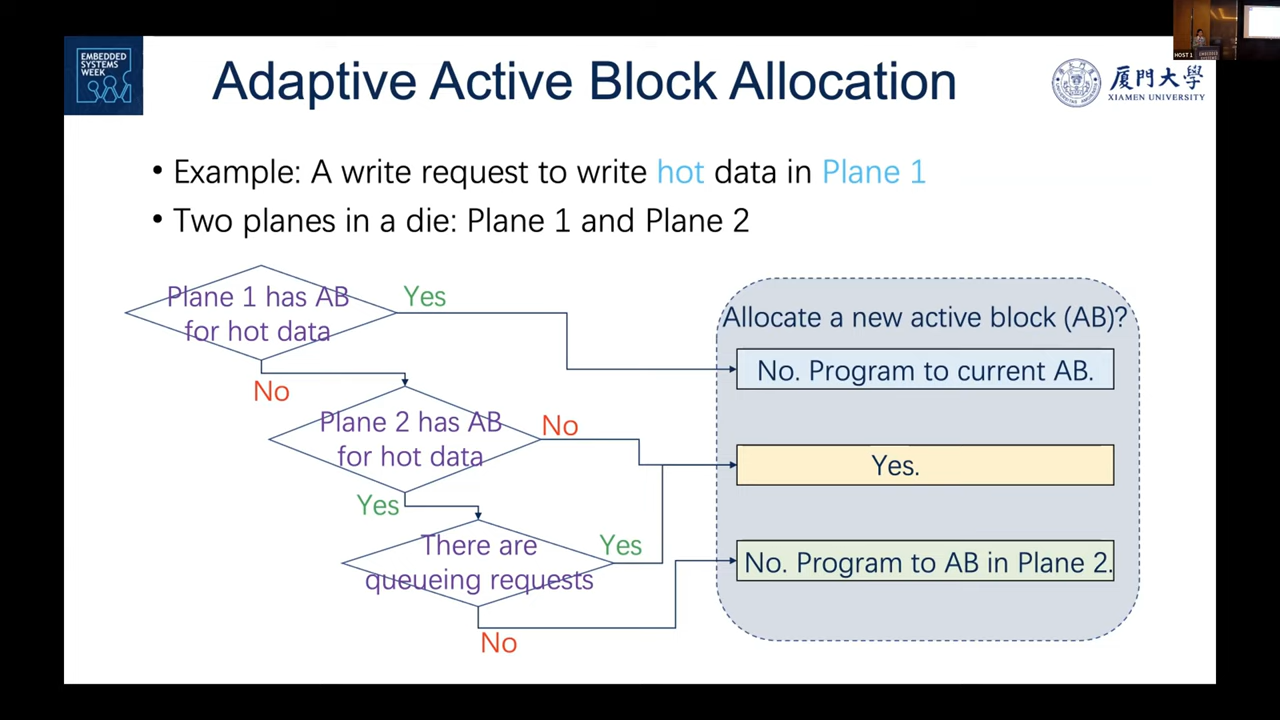 EMBEDDED
SYSTEMS
WEEK
Adaptive Active Block Allocation
厦門大學
XIAMEN UNIVERSITY
HOST 1
• Example: A write request to write hot data in Plane 1
• Two planes in a die: Plane 1 and Plane 2
Plane 1 has AB
for hot data
Yes
No
Plane 2 has AB
for hot data
No
Yes
There are
queueing requests
Yes
No
Allocate a new active block (AB)?
No. Program to current AB.
Yes.
No. Program to AB in Plane 2.